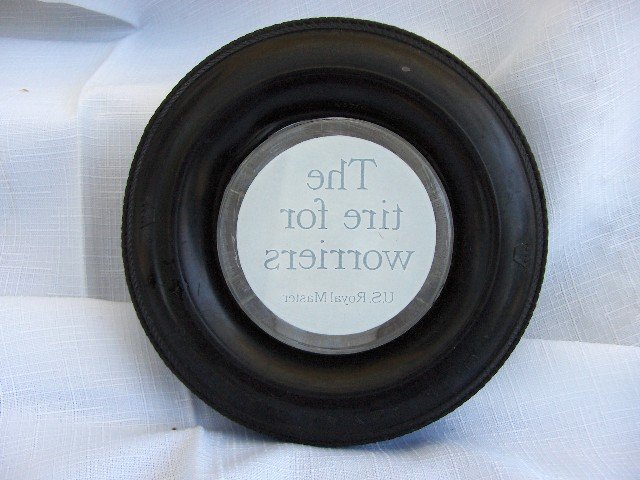 The
tire for
worriers
U.S. Royal Master